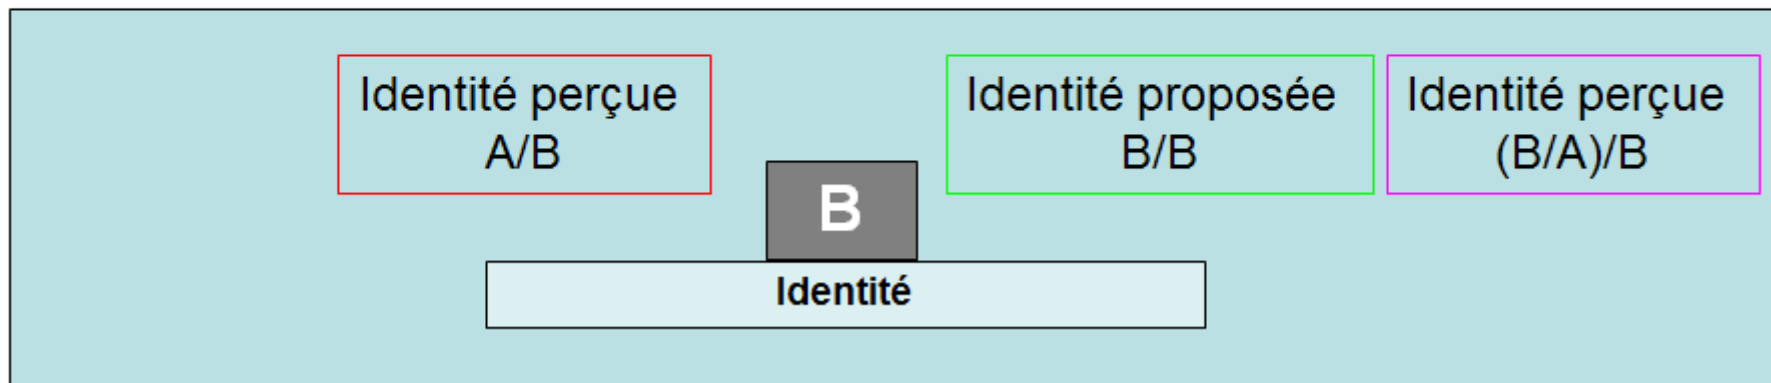 Identité perçue
A/B
Identité proposée
B/B
Identité perçue
(B/A)/B
B
Identité